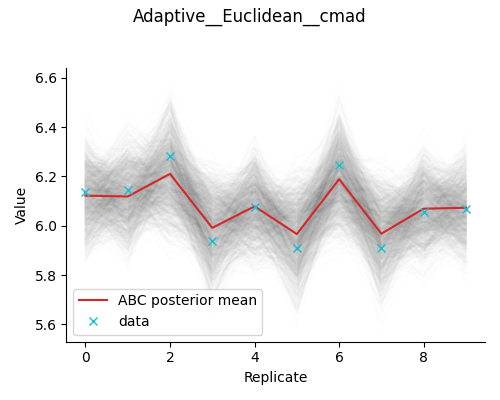 Adaptive__Euclidean__cmad
6.6
6.4
6.2
6.0
5.8
5.6
Value
ABC posterior mean
data
0 2 4 6 8
Replicate